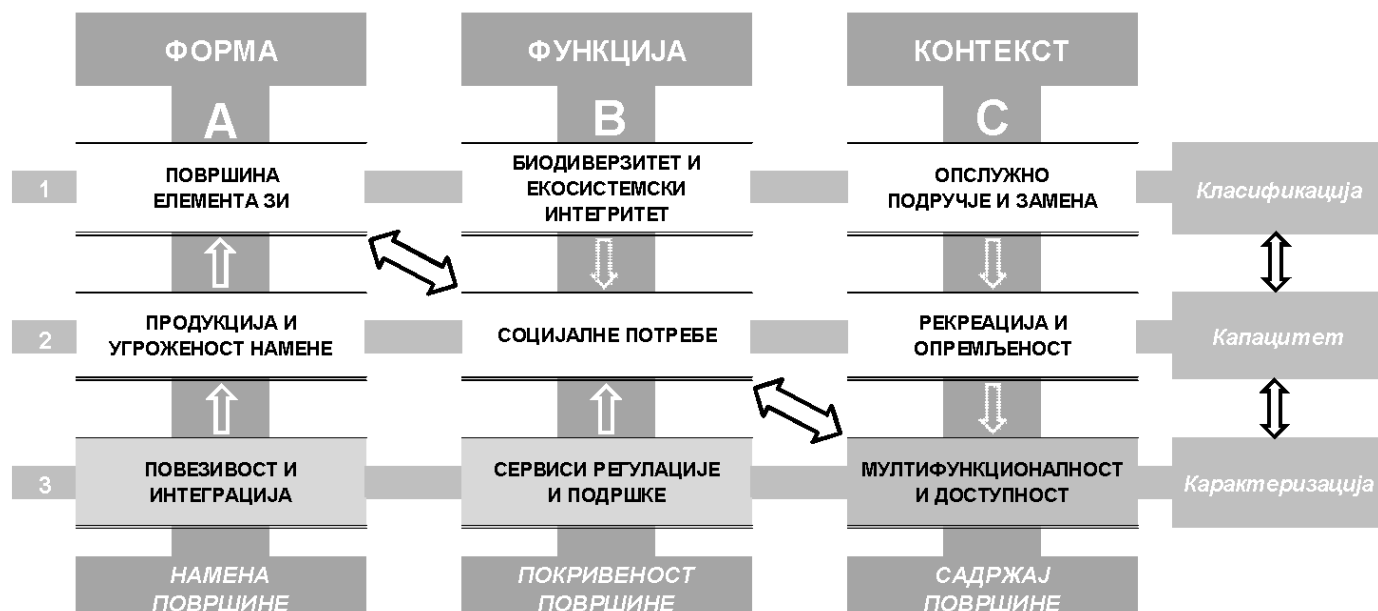 ФОРМА
ФУНКЦИЈА
КОНТЕКСТ
A
B
C
1
ПОВРШИНА
ЕЛЕМЕНТА ЗИ
БИОДИВЕРЗИТЕТ И
ЕКОСИСТЕМСКИ
ИНТЕГРИТЕТ
ОПСЛУЖНО
ПОДРУЧЈЕ И ЗАМЕНА
Класификација
2
ПРОДУКЦИЈА И
УГРОЖЕНОСТ НАМЕНЕ
СОЦИЈАЛНЕ ПОТРЕБЕ
РЕКРЕАЦИЈА И
ОПРЕМЉЕНОСТ
Капацитет
3
ПОВЕЗИВОСТ И
ИНТЕГРАЦИЈА
СЕРВИСИ РЕГУЛАЦИЈЕ
И ПОДРШКЕ
МУЛТИФУНКЦИОНАЛНОСТ
И ДОСТУПНОСТ
Карактеризација
НАМЕНА
ПОВРШИНЕ
ПОКРИВЕНОСТ
ПОВРШИНЕ
САДРЖАЈ
ПОВРШИНЕ